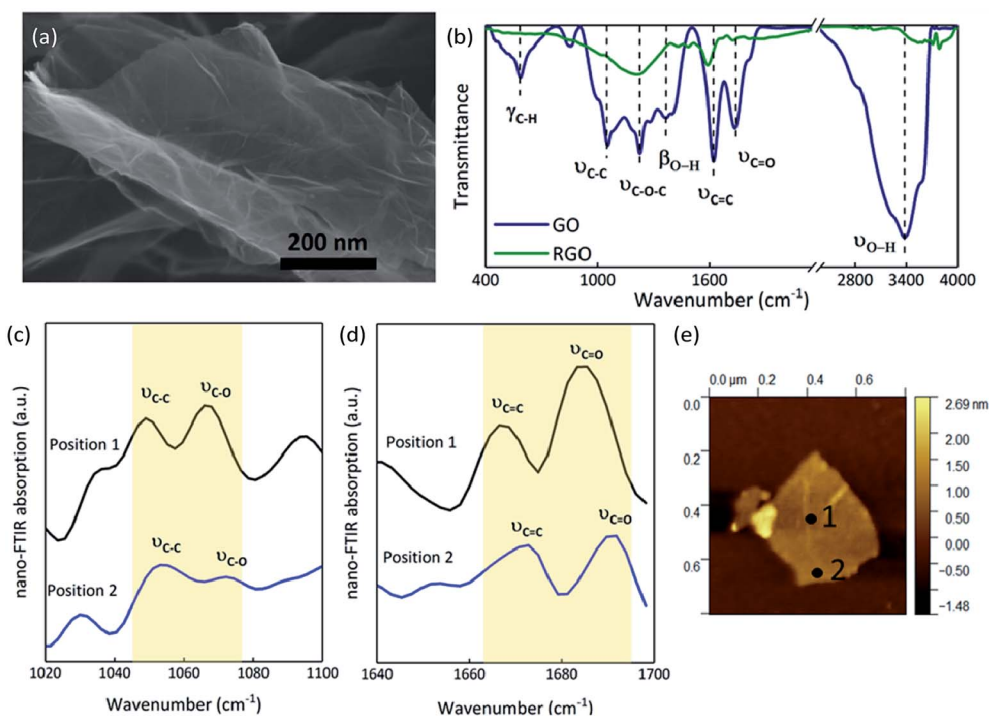 (a)
200 nm
(b)
Transmittance
γC-H
υC-C
υC-O-C
βO–H
υC=C
υC=O
υO–H
GO
RGO
400 1000 1600 2800 3400 4000
Wavenumber (cm-1)
(c)
nano-FTIR absorption (a.u.)
υC-C
υC-O
Position 1
υC-C
υC-O
Position 2
1020 1040 1060 1080 1100
Wavenumber (cm-1)
(d)
nano-FTIR absorption (a.u.)
υC=O
υC=C
Position 1
υC=C
υC=O
Position 2
1640 1660 1680 1700
Wavenumber (cm-1)
(e)
0.0 µm 0.2 0.4 0.6
0.0
0.2
0.4
0.6
1
2
2.69 nm
2.00
1.50
1.00
0.50
0.00
−0.50
−1.48